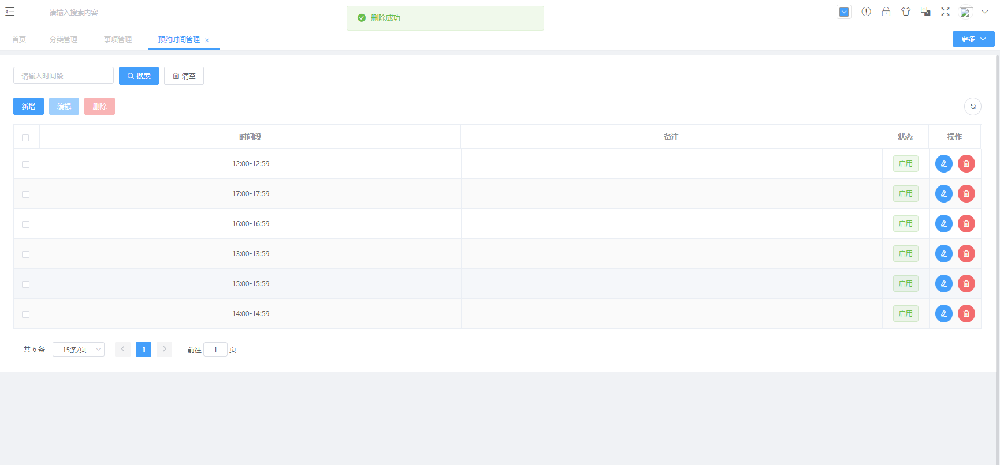 请输入搜索内容
删除成功
首页 分类管理 事项管理 预约时间管理
更多
请输入时间段 搜索 清空
新增 编辑 删除
时间段 备注 状态 操作
12:00-12:59 启用
17:00-17:59 启用
16:00-16:59 启用
13:00-13:59 启用
15:00-15:59 启用
14:00-14:59 启用
共 6 条 15条/页 1 前往 1 页